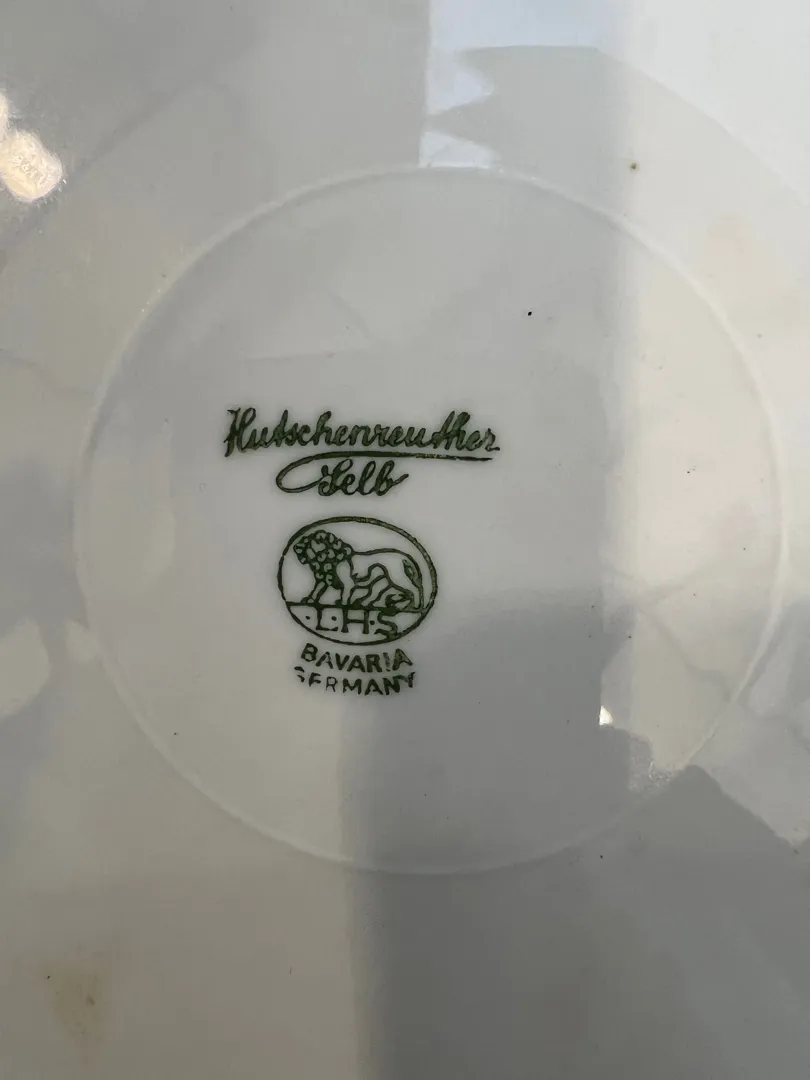 Hutschenreuther
Selb
L·H·S
BAVARIA
GERMANY